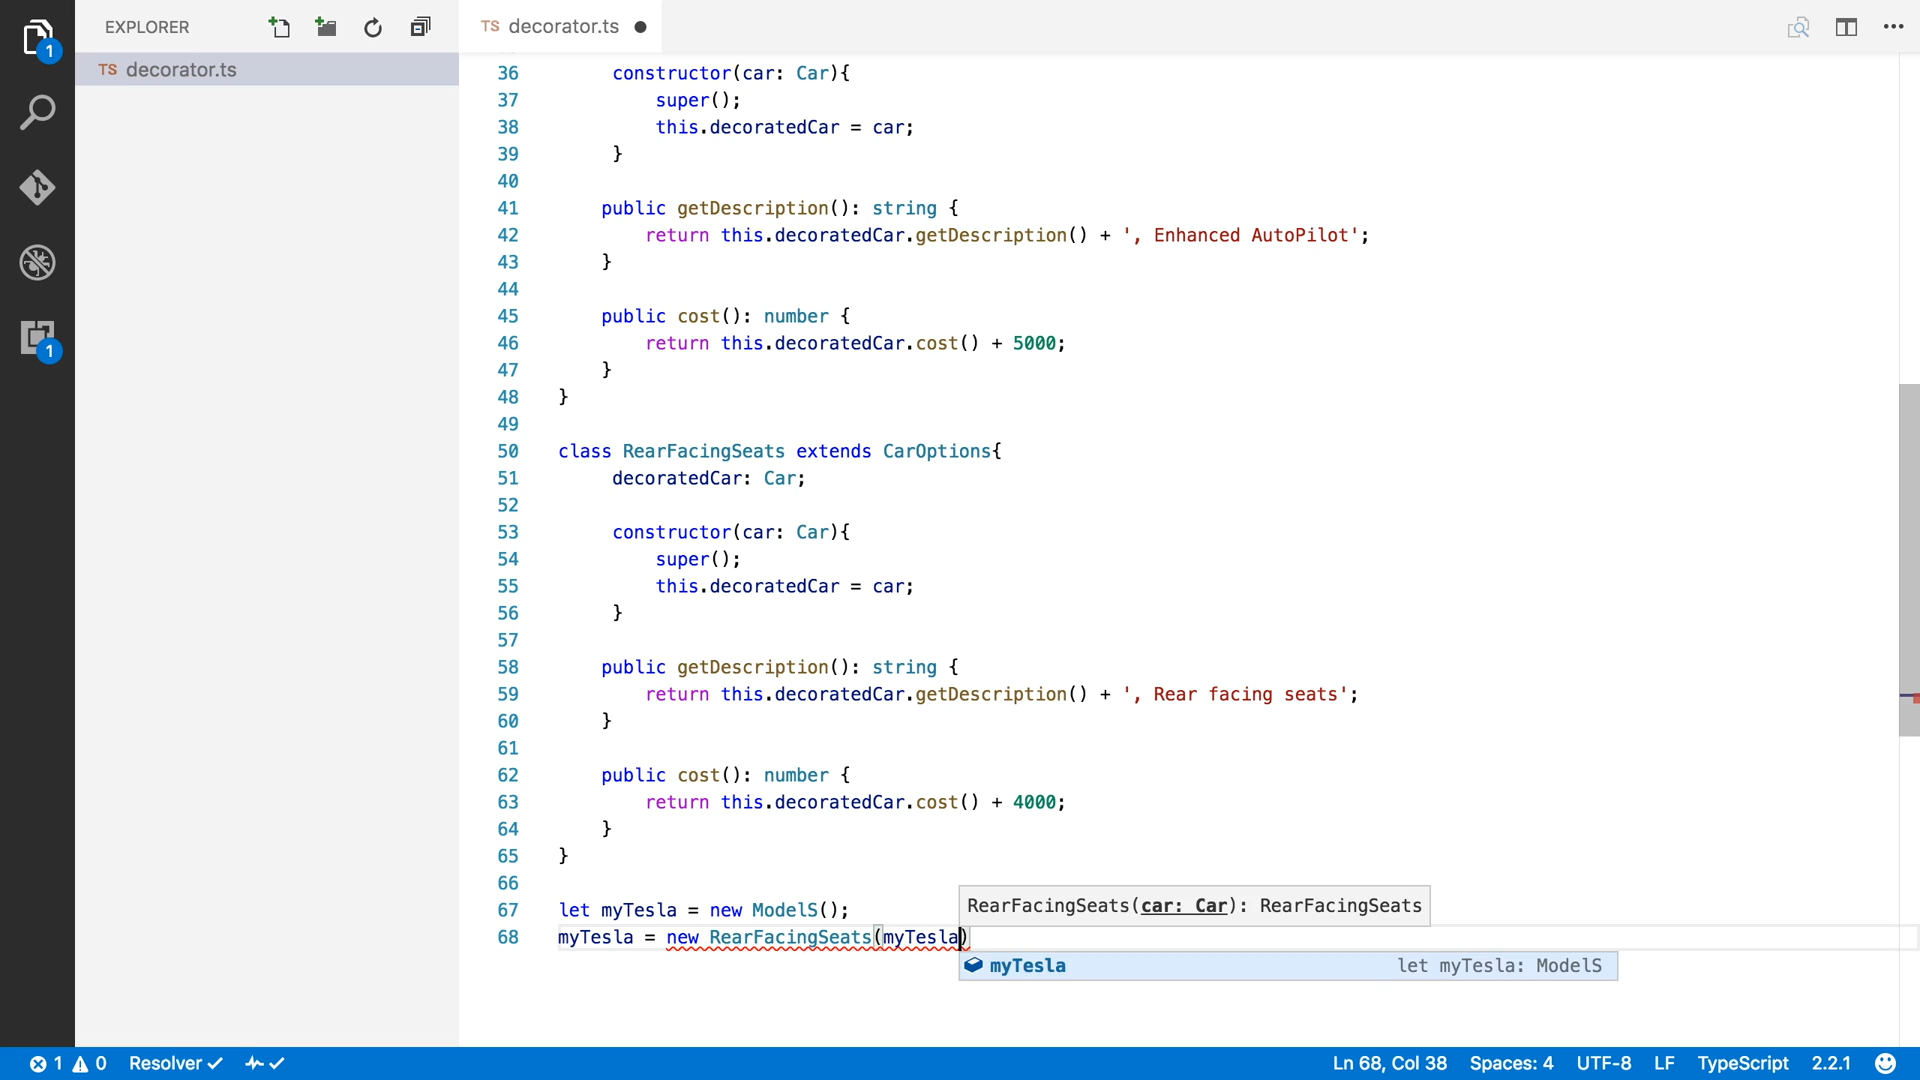 EXPLORER
TS decorator.ts
1
1
TS decorator.ts
36 constructor(car: Car){
37 super();
38 this.decoratedCar = car;
39 }
40
41 public getDescription(): string {
42 return this.decoratedCar.getDescription() + ', Enhanced AutoPilot';
43 }
44
45 public cost(): number {
46 return this.decoratedCar.cost() + 5000;
47 }
48 }
49
50 class RearFacingSeats extends CarOptions{
51 decoratedCar: Car;
52
53 constructor(car: Car){
54 super();
55 this.decoratedCar = car;
56 }
57
58 public getDescription(): string {
59 return this.decoratedCar.getDescription() + ', Rear facing seats';
60 }
61
62 public cost(): number {
63 return this.decoratedCar.cost() + 4000;
64 }
65 }
66
67 let myTesla = new ModelS();
RearFacingSeats(car: Car): RearFacingSeats
68 myTesla = new RearFacingSeats(myTesla)
myTesla let myTesla: ModelS
1 0 Resolver Ln 68, Col 38 Spaces: 4 UTF-8 LF TypeScript 2.2.1